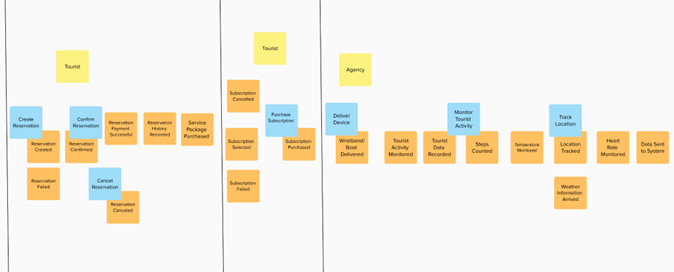 Tourist
Create
Reservation
Reservation
Created
Confirm
Reservation
Reservation
Confirmed
Reservation
Payment
Successful
Reservation
History
Recorded
Service
Package
Purchased
Reservation
Failed
Cancel
Reservation
Reservation
Canceled
Tourist
Subscription
Cancelled
Purchase
Subscription
Subscription
Selected
Subscription
Purchased
Subscription
Failed
Agency
Deliver
Device
Wristband/
Boot
Delivered
Tourist
Activity
Monitored
Tourist
Data
Recorded
Monitor
Tourist
Activity
Steps
Counted
Temperature
Monitored
Track
Location
Location
Tracked
Heart
Rate
Monitored
Data Sent
to System
Weather
Information
Arrived